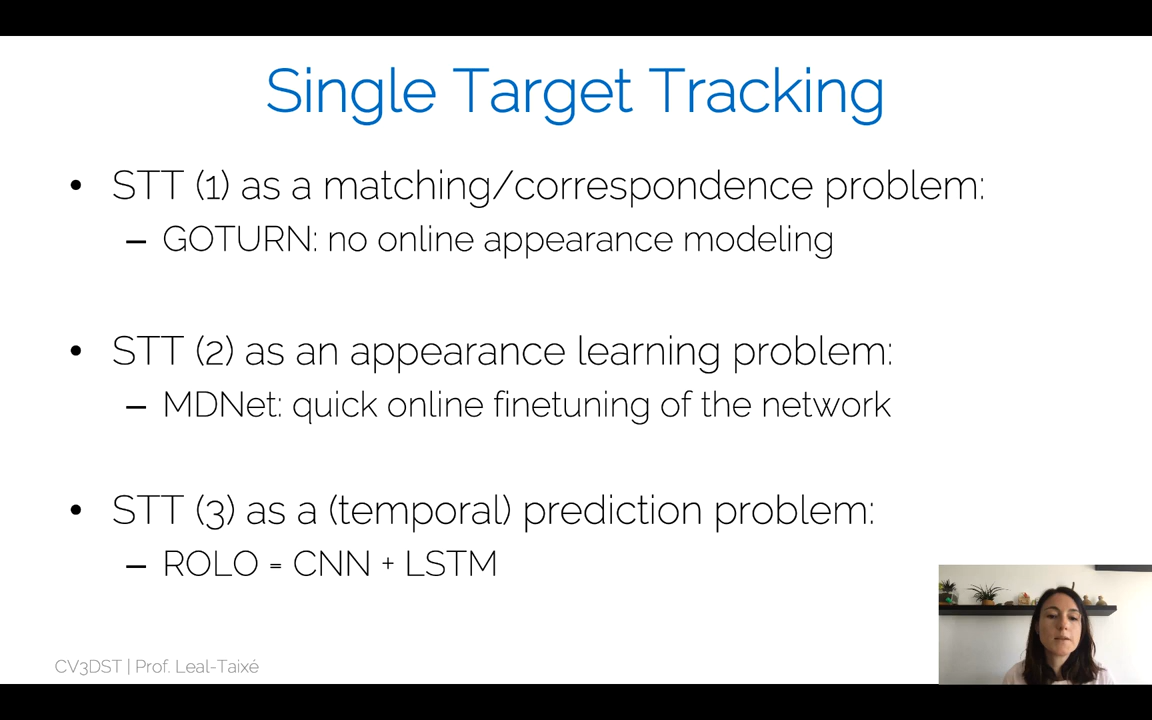 Single Target Tracking
• STT (1) as a matching/correspondence problem:
– GOTURN: no online appearance modeling
• STT (2) as an appearance learning problem:
– MDNet: quick online finetuning of the network
• STT (3) as a (temporal) prediction problem:
– ROLO = CNN + LSTM
CV3DST | Prof. Leal-Taixé